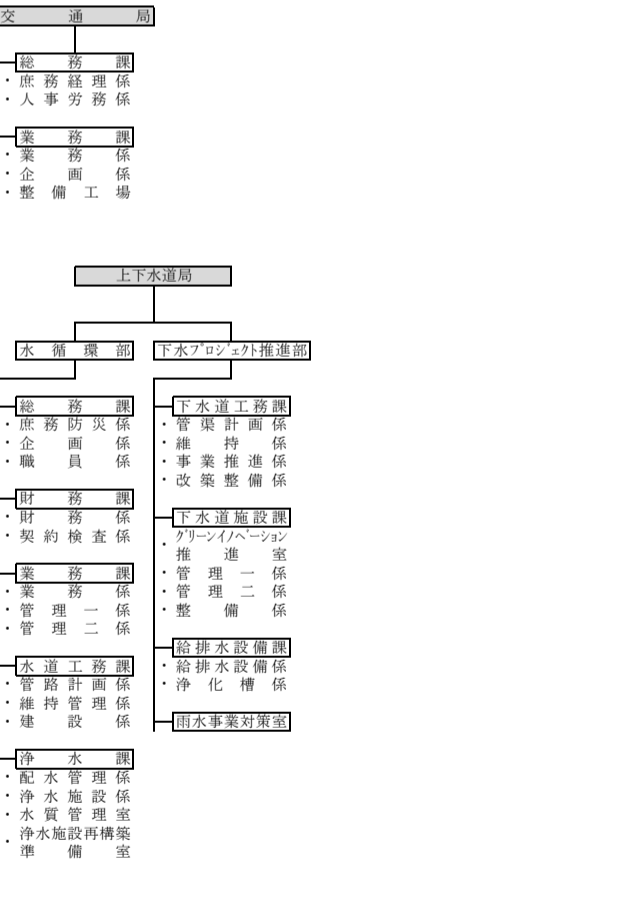 交通局
総務課
・庶務経理係
・人事労務係
業務課
・業務係
・企画係
・整備工場
上下水道局
水循環部
総務課
・庶務防災係
・企画係
・職員係
財務課
・財務係
・契約検査係
業務課
・業務係
・管理一係
・管理二係
水道工務課
・管路計画係
・維持管理係
・建設係
浄水課
・配水管理係
・浄水施設係
・水質管理室
・浄水施設再構築
準備室
下水ﾌﾟﾛｼﾞｪｸﾄ推進部
下水道工務課
・管渠計画係
・維持係
・事業推進係
・改築整備係
下水道施設課
・ｸﾞﾘｰﾝｲﾉﾍﾞｰｼｮﾝ
推進室
・管理一係
・管理二係
・整備係
給排水設備課
・給排水設備係
・浄化槽係
雨水事業対策室